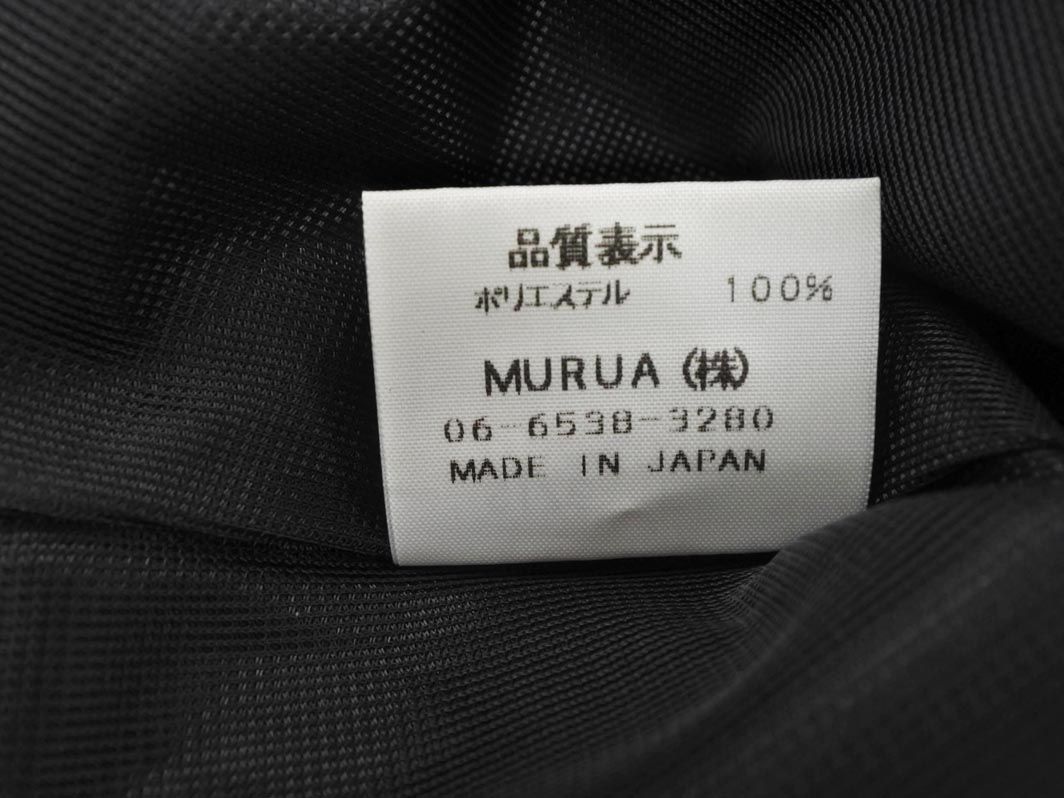 品質表示
ポリエステル 100%
MURUA (株)
06-6538-3280
MADE IN JAPAN